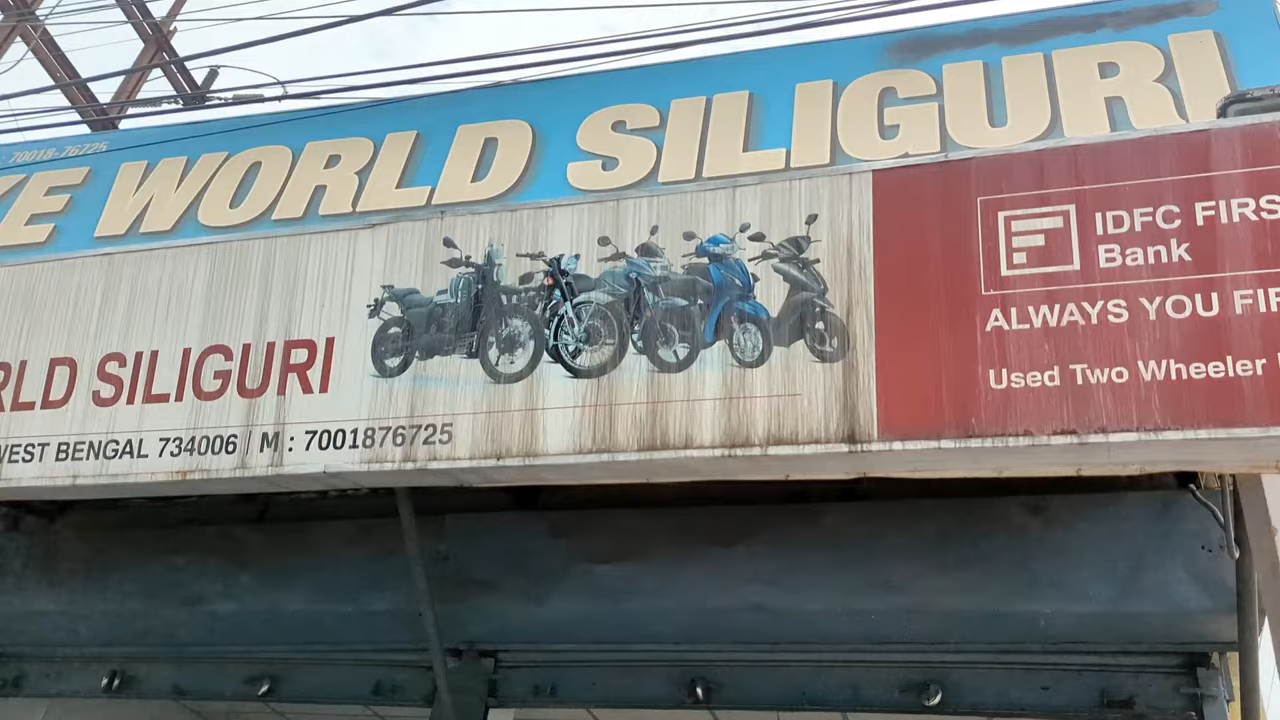 : 70018-76725
KE WORLD SILIGURI
RLD SILIGURI
WEST BENGAL 734006 | M : 7001876725
IDFC FIRS
Bank
ALWAYS YOU FIR
Used Two Wheeler